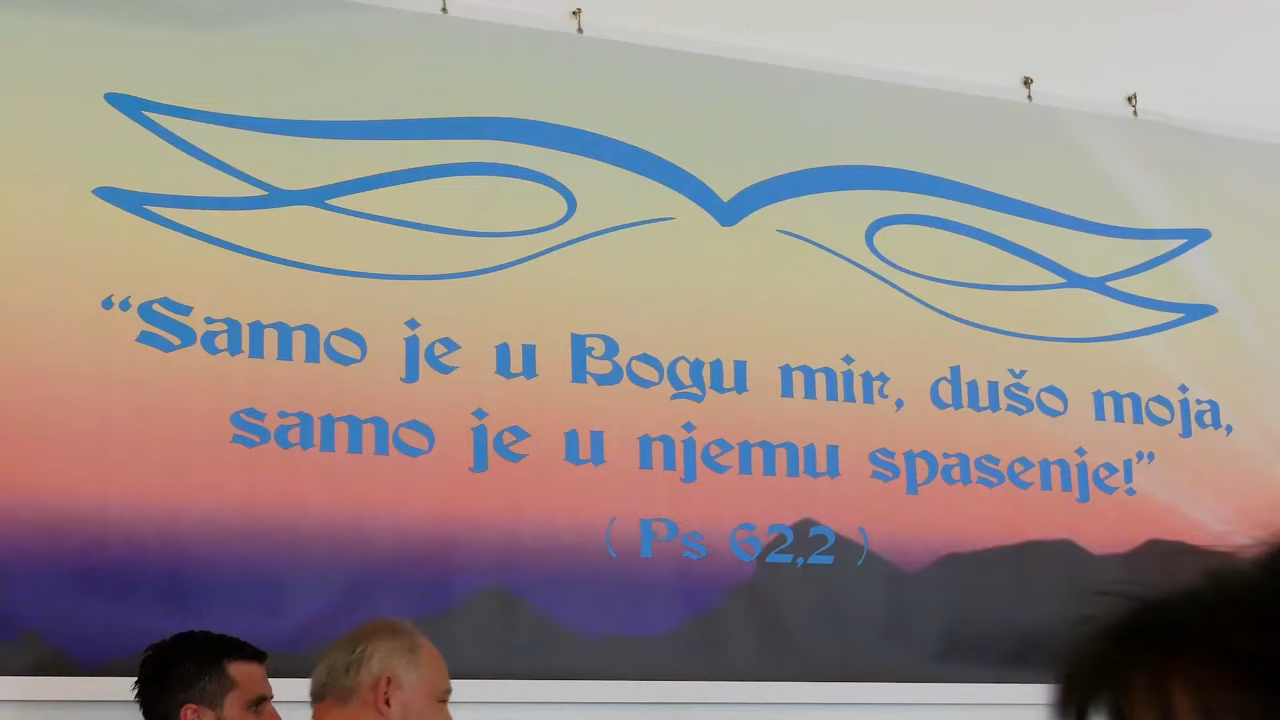 “Samo je u Bogu mir, dušo moja,
samo je u njemu spasenje!”
( Ps 62,2 )